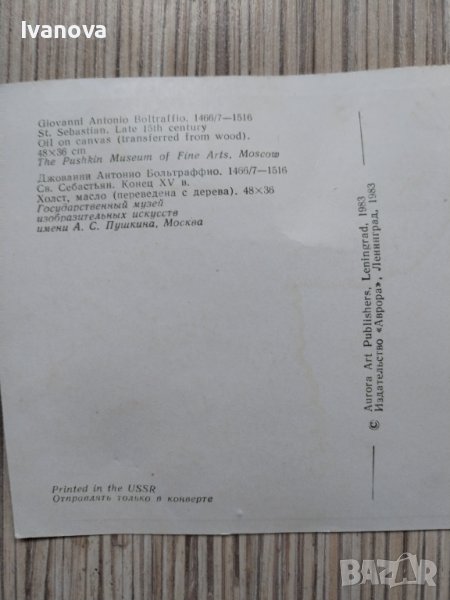 Ivanova
Giovanni Antonio Boltraffio. 1466/7—1516
St. Sebastian. Late 15th century
Oil on canvas (transferred from wood).
48×36 cm
The Pushkin Museum of Fine Arts, Moscow
Джованни Антонио Больтраффио. 1466/7—1516
Св. Себастьян. Конец XV в.
Холст, масло (переведена с дерева). 48×36
Государственный музей
изобразительных искусств
имени А. С. Пушкина, Москва
© Aurora Art Publishers, Leningrad, 1983
Издательство «Аврора», Ленинград, 1983
Printed in the USSR
Отправлять только в конверте
BAZAR